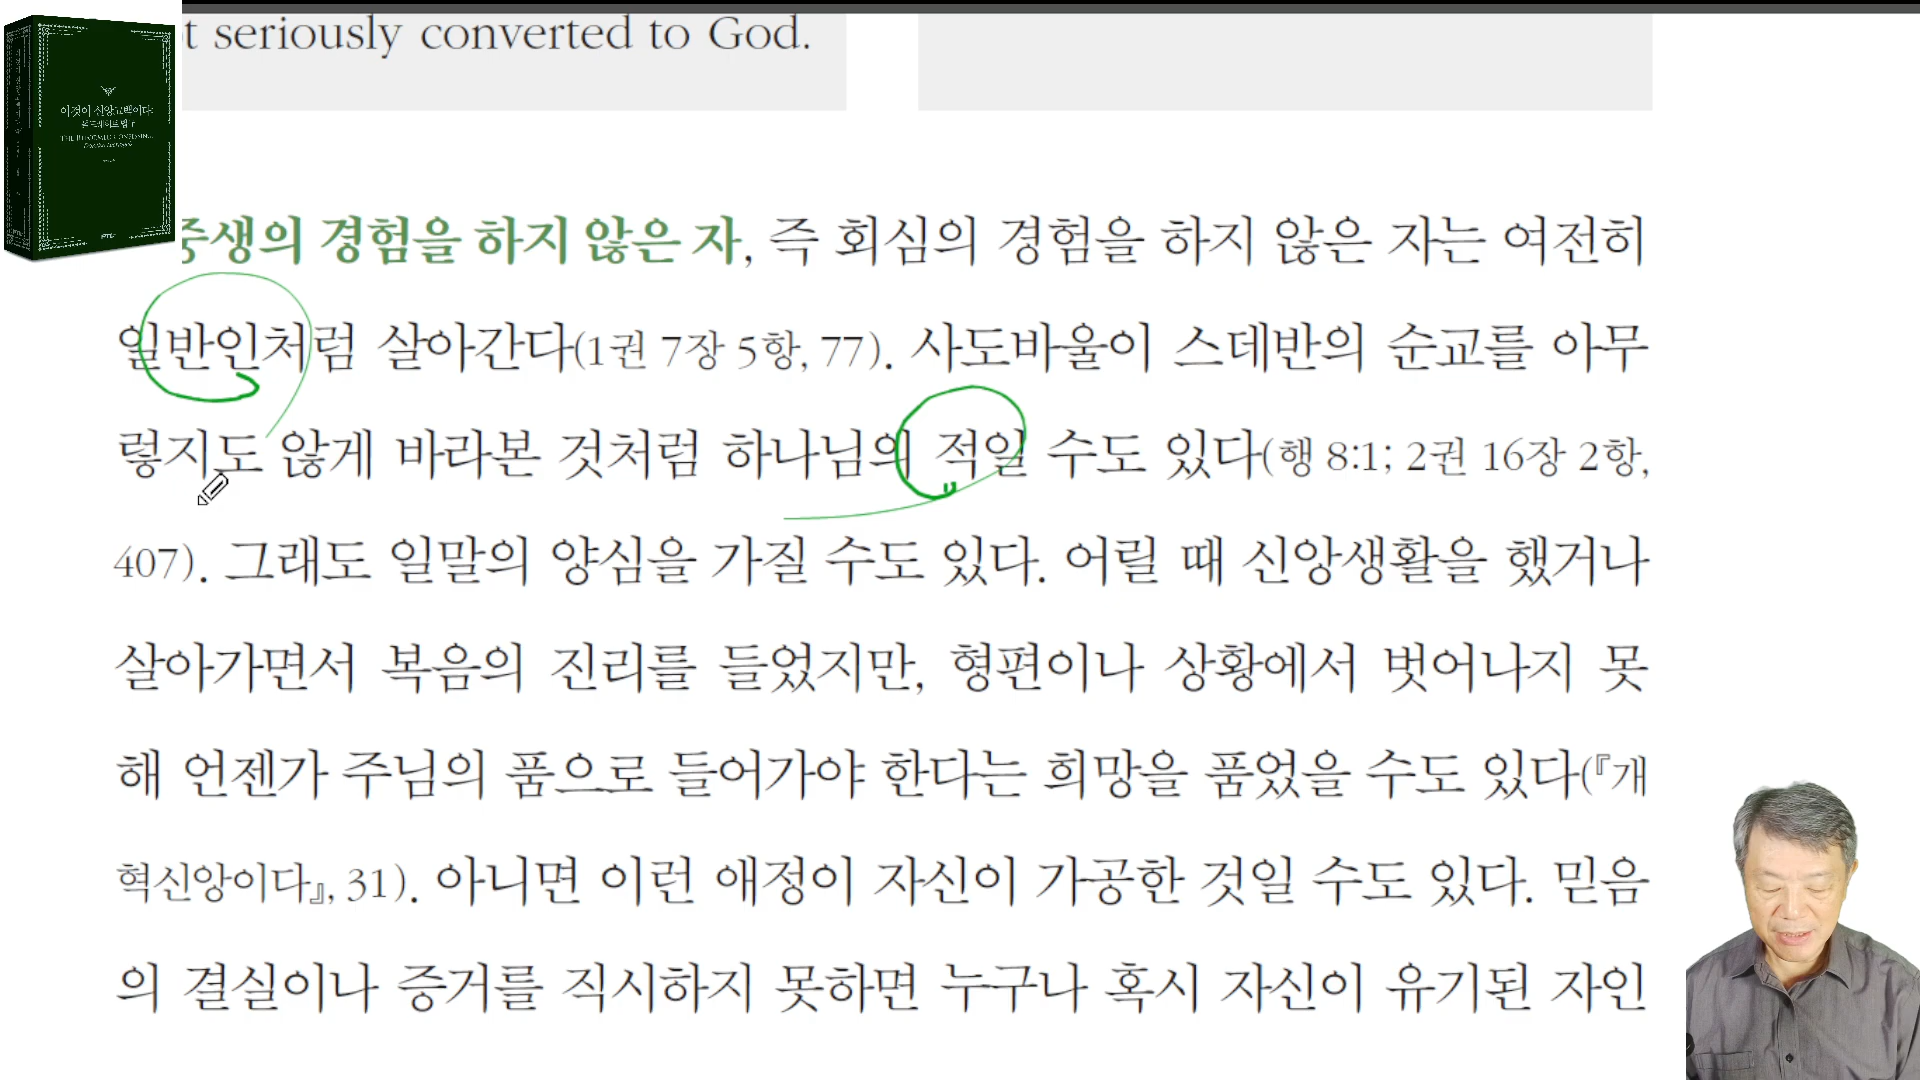 t seriously converted to God.
이것이 신앙고백이다:
중생의 경험을 하지 않은 자, 즉 회심의 경험을 하지 않은 자는 여전히
일반인처럼 살아간다(1권 7장 5항, 77). 사도바울이 스데반의 순교를 아무
렇지도 않게 바라본 것처럼 하나님의 적일 수도 있다(행 8:1; 2권 16장 2항,
407). 그래도 일말의 양심을 가질 수도 있다. 어릴 때 신앙생활을 했거나
살아가면서 복음의 진리를 들었지만, 형편이나 상황에서 벗어나지 못
해 언젠가 주님의 품으로 들어가야 한다는 희망을 품었을 수도 있다(『개
혁신앙이다』, 31). 아니면 이런 애정이 자신이 가공한 것일 수도 있다. 믿음
의 결실이나 증거를 직시하지 못하면 누구나 혹시 자신이 유기된 자인